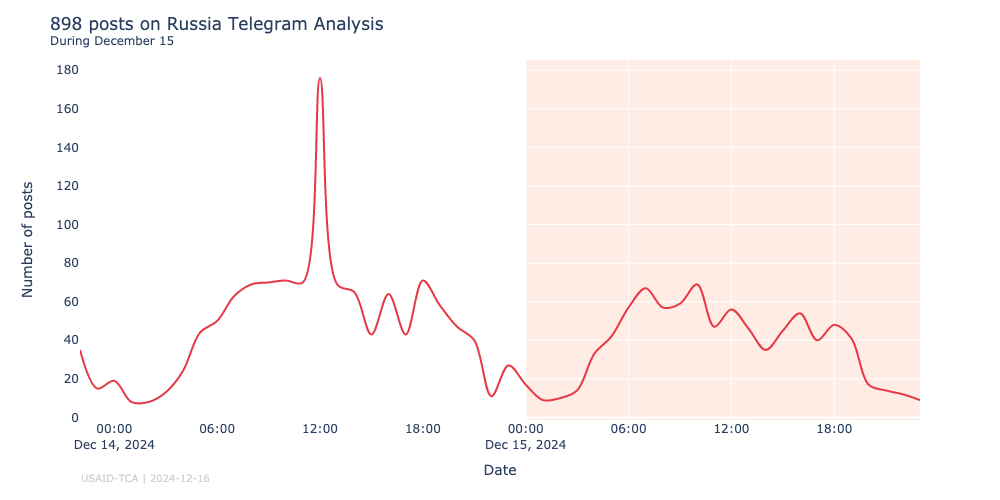 898 posts on Russia Telegram Analysis
During December 15
180
160
140
120
100
80
60
40
20
0
Number of posts
00:00 06:00 12:00 18:00 00:00 06:00 12:00 18:00
Dec 14, 2024 Dec 15, 2024
Date
USAID-TCA | 2024-12-16